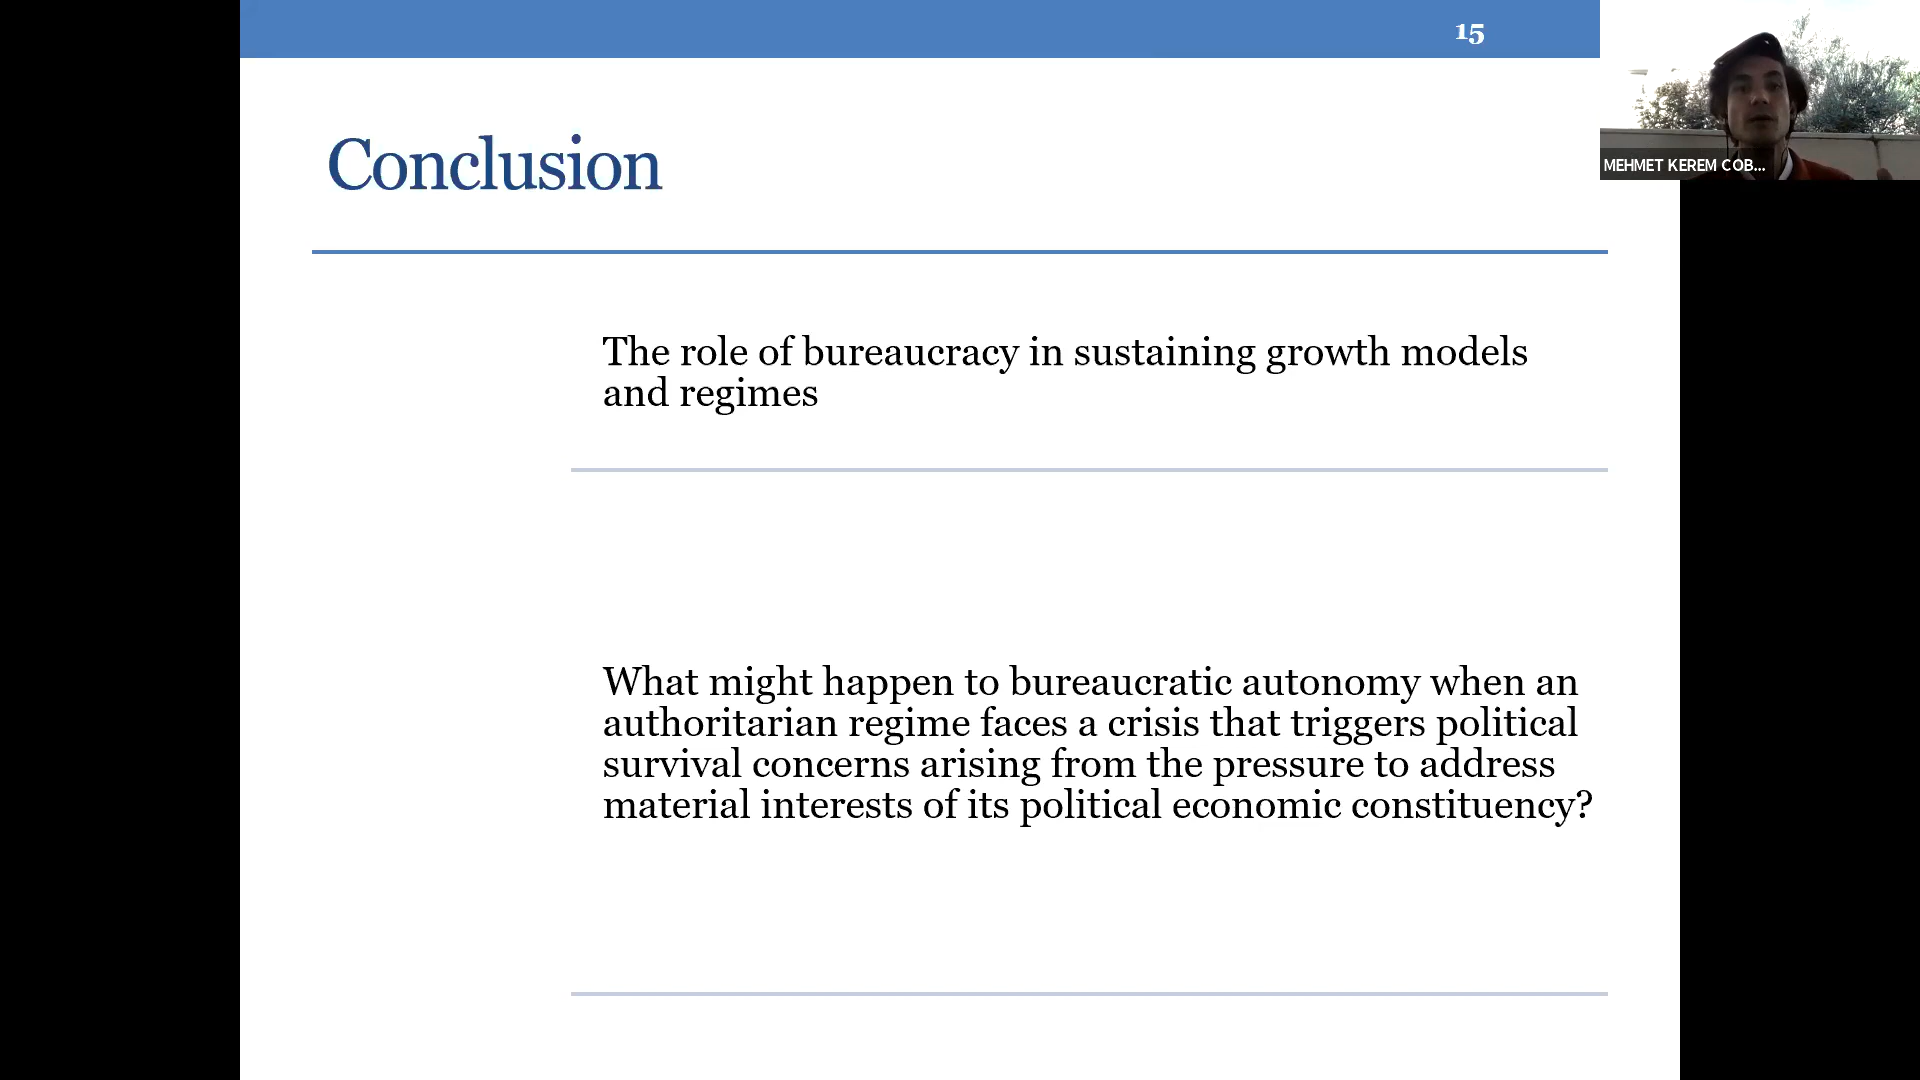 15
MEHMET KEREM COB...
Conclusion
The role of bureaucracy in sustaining growth models
and regimes
What might happen to bureaucratic autonomy when an
authoritarian regime faces a crisis that triggers political
survival concerns arising from the pressure to address
material interests of its political economic constituency?